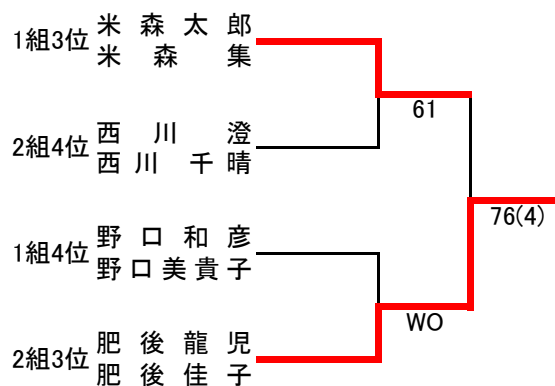 1組3位 米森太郎
米森集
61
2組4位 西川澄
西川千晴
76(4)
1組4位 野口和彦
野口美貴子
WO
2組3位 肥後龍児
肥後佳子